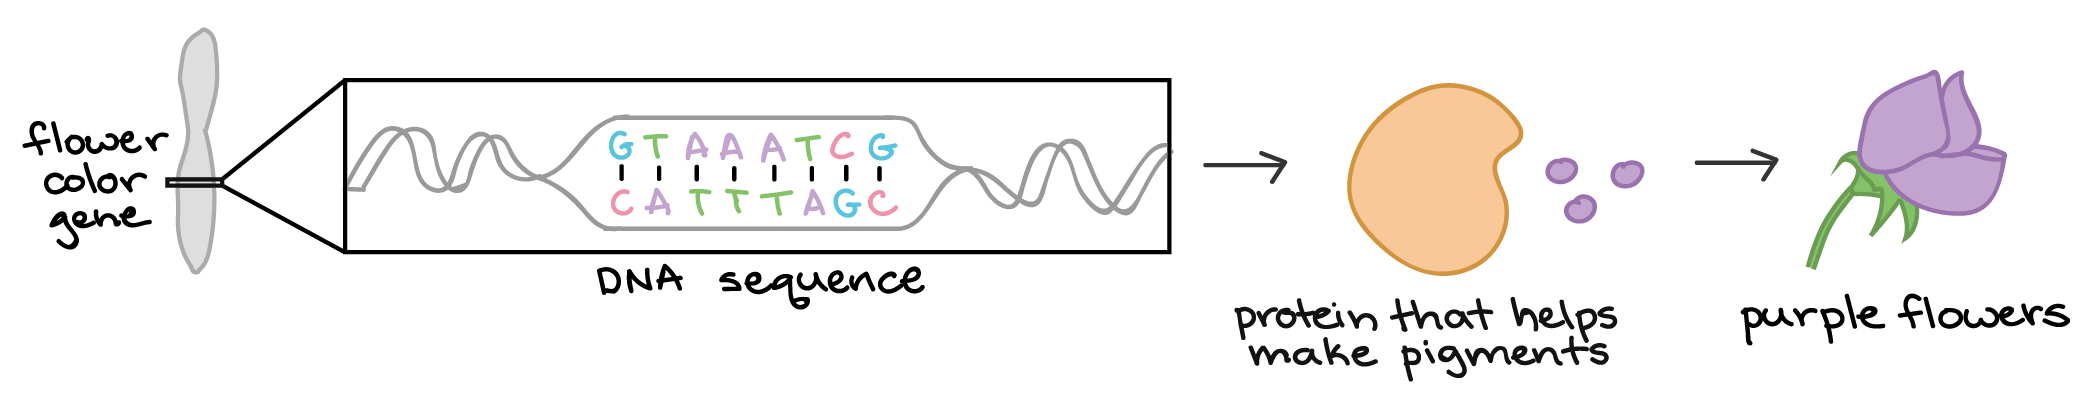 flower
color
gene
GTAAATCG
CATTTAGC
DNA sequence
protein that helps
make pigments
purple flowers